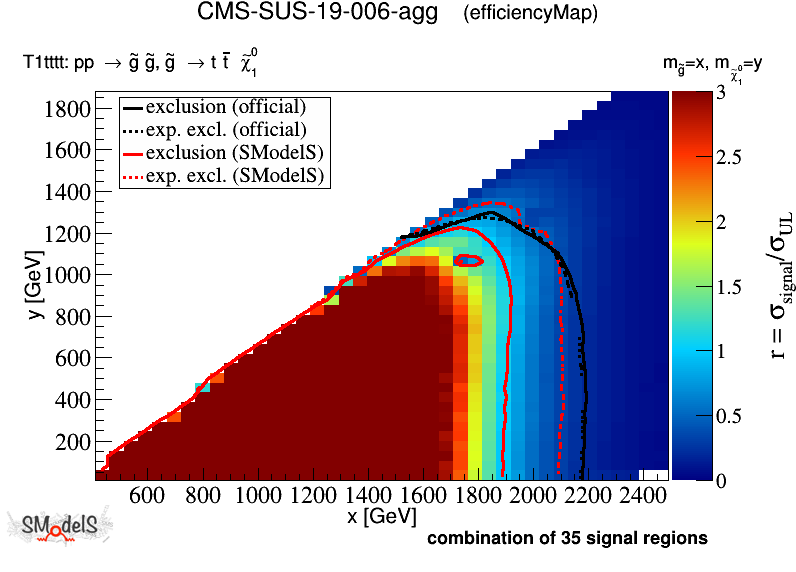 CMS-SUS-19-006-agg (efficiencyMap)
T1tttt: pp → g̃ g̃, g̃ → t t̄ χ̃₁⁰
m_g̃=x, m_χ̃₁⁰=y
exclusion (official)
exp. excl. (official)
exclusion (SModelS)
exp. excl. (SModelS)
1800
1600
1400
1200
1000
800
600
400
200
y [GeV]
600 800 1000 1200 1400 1600 1800 2000 2200 2400
x [GeV]
3
2.5
2
1.5
1
0.5
0
r = σ_signal/σ_UL
SModelS
combination of 35 signal regions